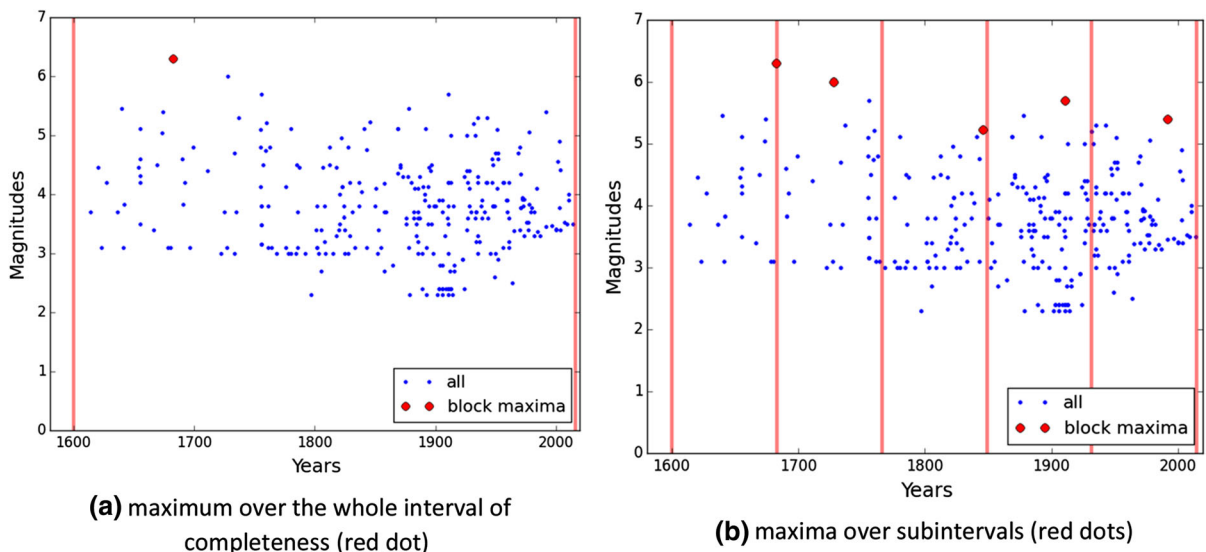 7
6
5
4
3
2
1
0
Magnitudes
1600 1700 1800 1900 2000
Years
all
block maxima
(a) maximum over the whole interval of
completeness (red dot)
7
6
5
4
3
2
1
0
Magnitudes
1600 1700 1800 1900 2000
Years
all
block maxima
(b) maxima over subintervals (red dots)